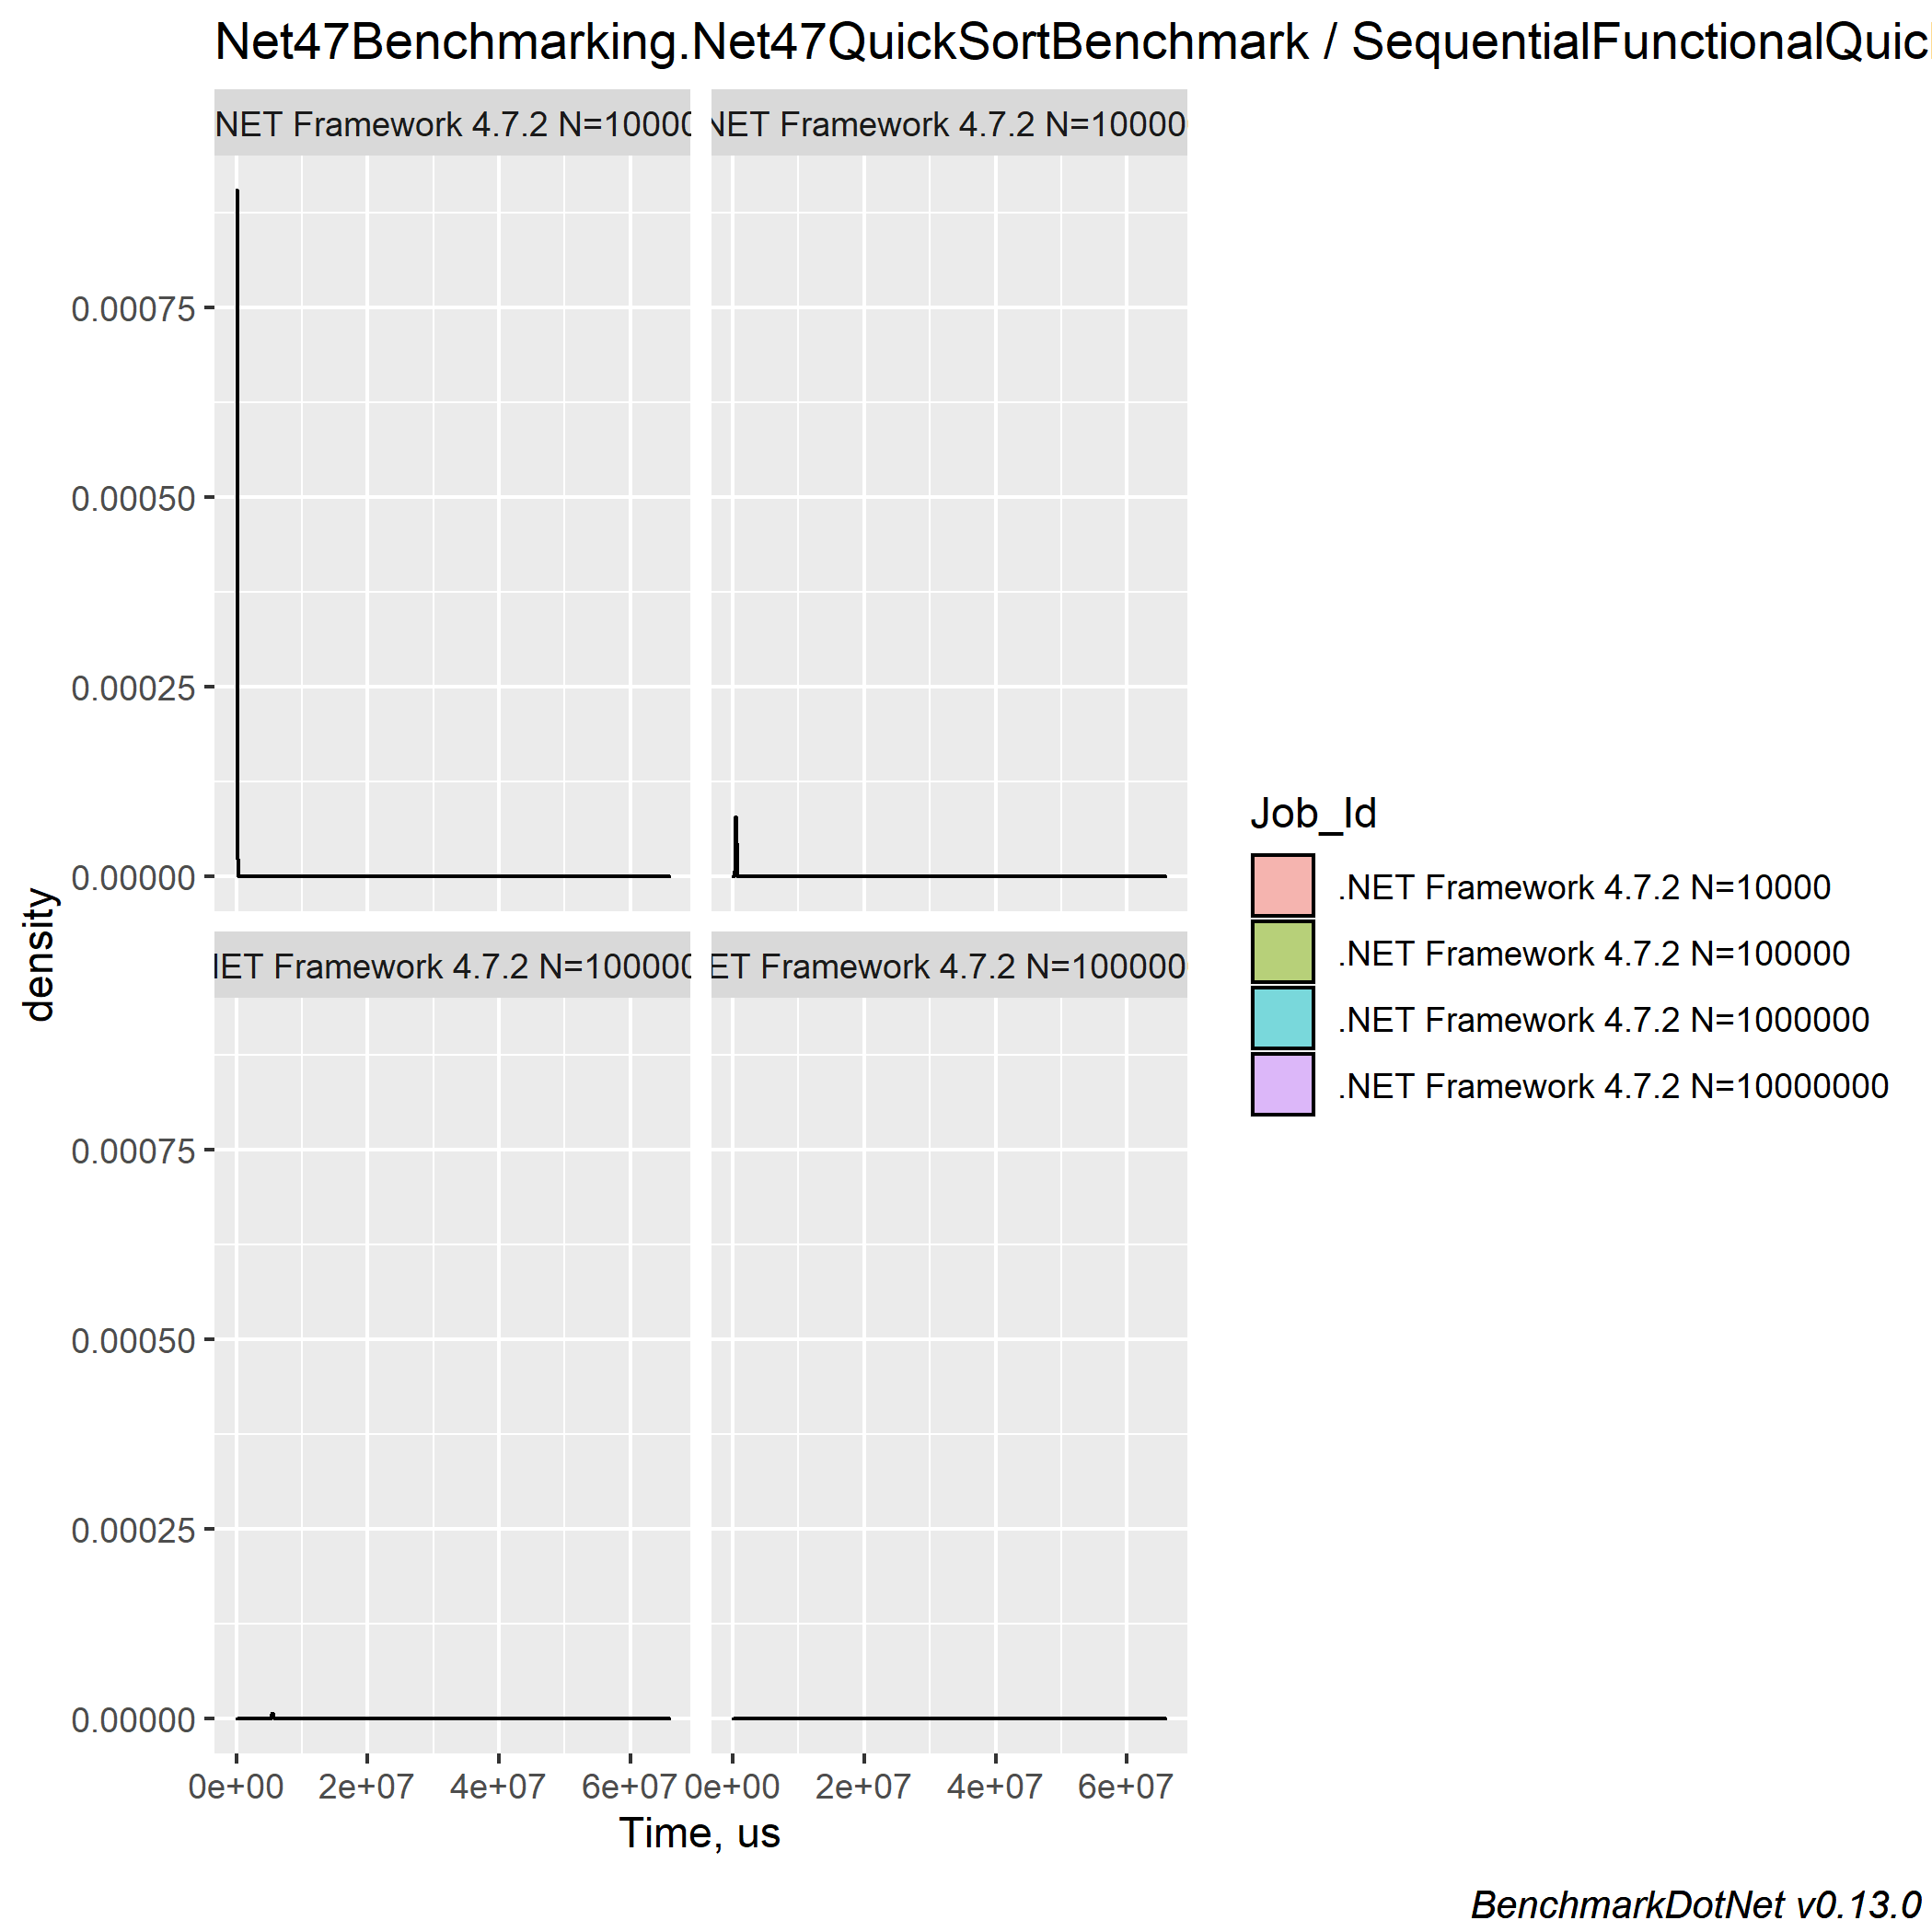 Net47Benchmarking.Net47QuickSortBenchmark / SequentialFunctionalQuic
NET Framework 4.7.2 N=10000 NET Framework 4.7.2 N=10000
0.00075
0.00050
0.00025
0.00000
density
NET Framework 4.7.2 N=100000 ET Framework 4.7.2 N=100000
0.00075
0.00050
0.00025
0.00000
0e+00 2e+07 4e+07 6e+07 0e+00 2e+07 4e+07 6e+07
Time, us
Job_Id
.NET Framework 4.7.2 N=10000
.NET Framework 4.7.2 N=100000
.NET Framework 4.7.2 N=1000000
.NET Framework 4.7.2 N=10000000
BenchmarkDotNet v0.13.0